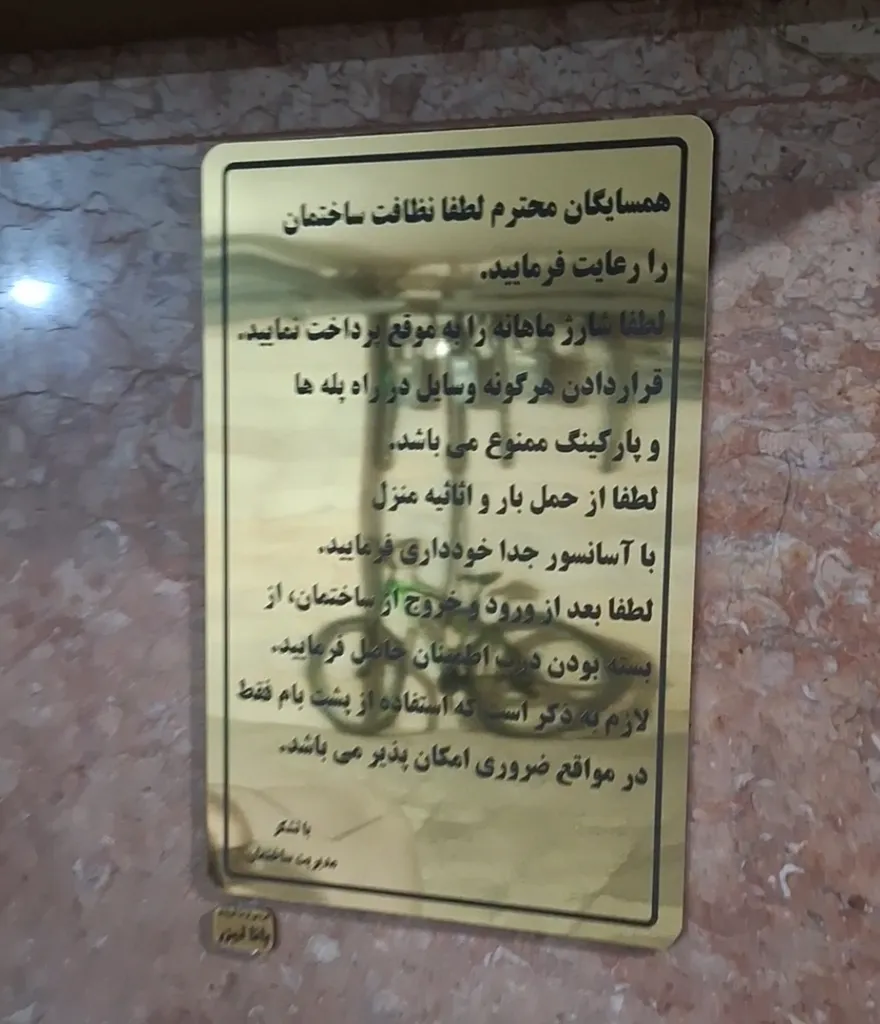 همسایگان محترم لطفا نظافت ساختمان
را رعایت فرمایید.
لطفا شارژ ماهانه را به موقع پرداخت نمایید.
قراردادن هرگونه وسایل در راه پله ها
و پارکینگ ممنوع می باشد.
لطفا از حمل بار و اثاثیه منزل
با آسانسور جدا خودداری فرمایید.
لطفا بعد از ورود و خروج از ساختمان، از
بسته بودن درب اطمینان حاصل فرمایید.
لازم به ذکر است که استفاده از پشت بام فقط
در مواقع ضروری امکان پذیر می باشد.
با تشکر
مدیریت ساختمان